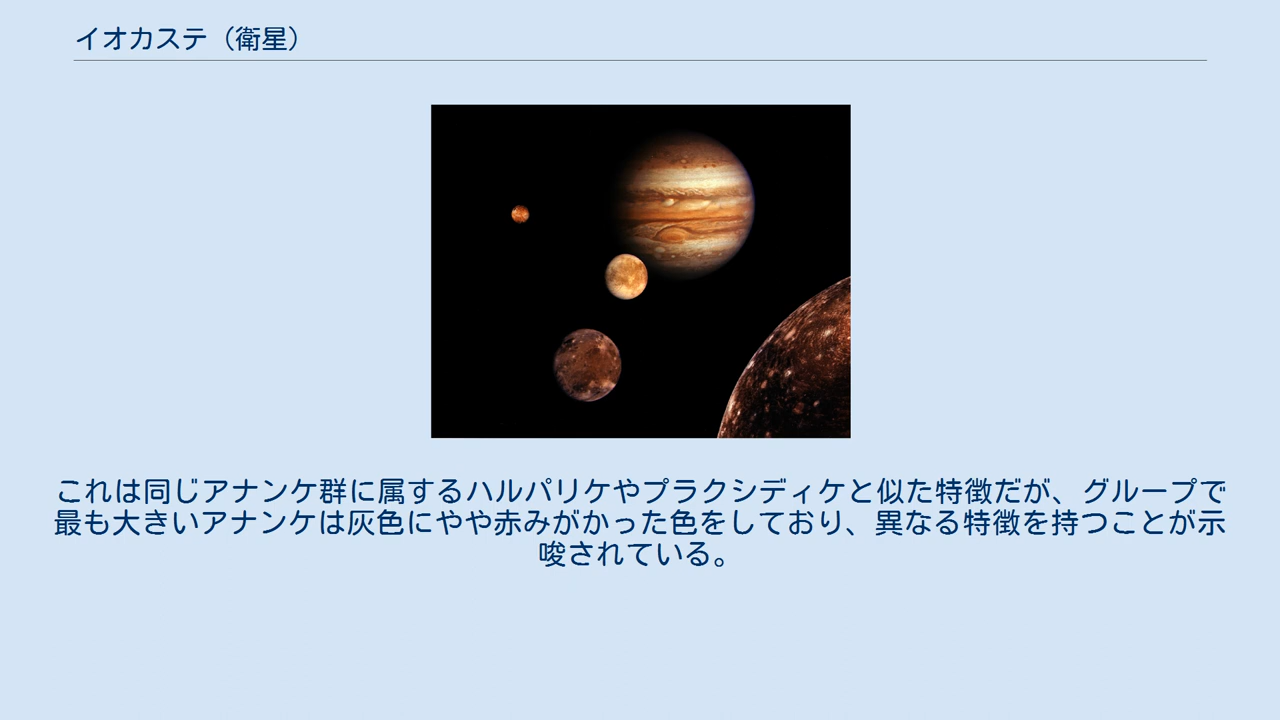 イオカステ（衛星）
これは同じアナンケ群に属するハルパリケやプラクシディケと似た特徴だが、グループで
最も大きいアナンケは灰色にやや赤みがかった色をしており、異なる特徴を持つことが示
唆されている。